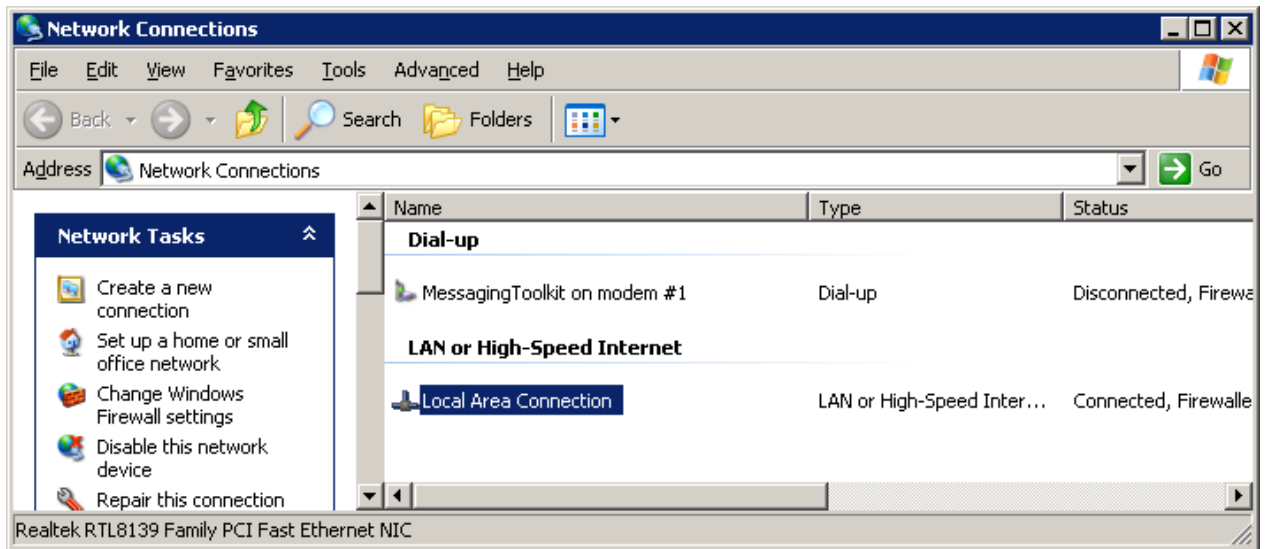 Network Connections
File Edit View Favorites Tools Advanced Help
Back Search Folders
Address Network Connections Go
Name Type Status
Network Tasks
Dial-up
Create a new
connection
MessagingToolkit on modem #1 Dial-up Disconnected, Firewa
Set up a home or small
office network
LAN or High-Speed Internet
Change Windows
Firewall settings
Local Area Connection LAN or High-Speed Inter... Connected, Firewalle
Disable this network
device
Repair this connection
Realtek RTL8139 Family PCI Fast Ethernet NIC